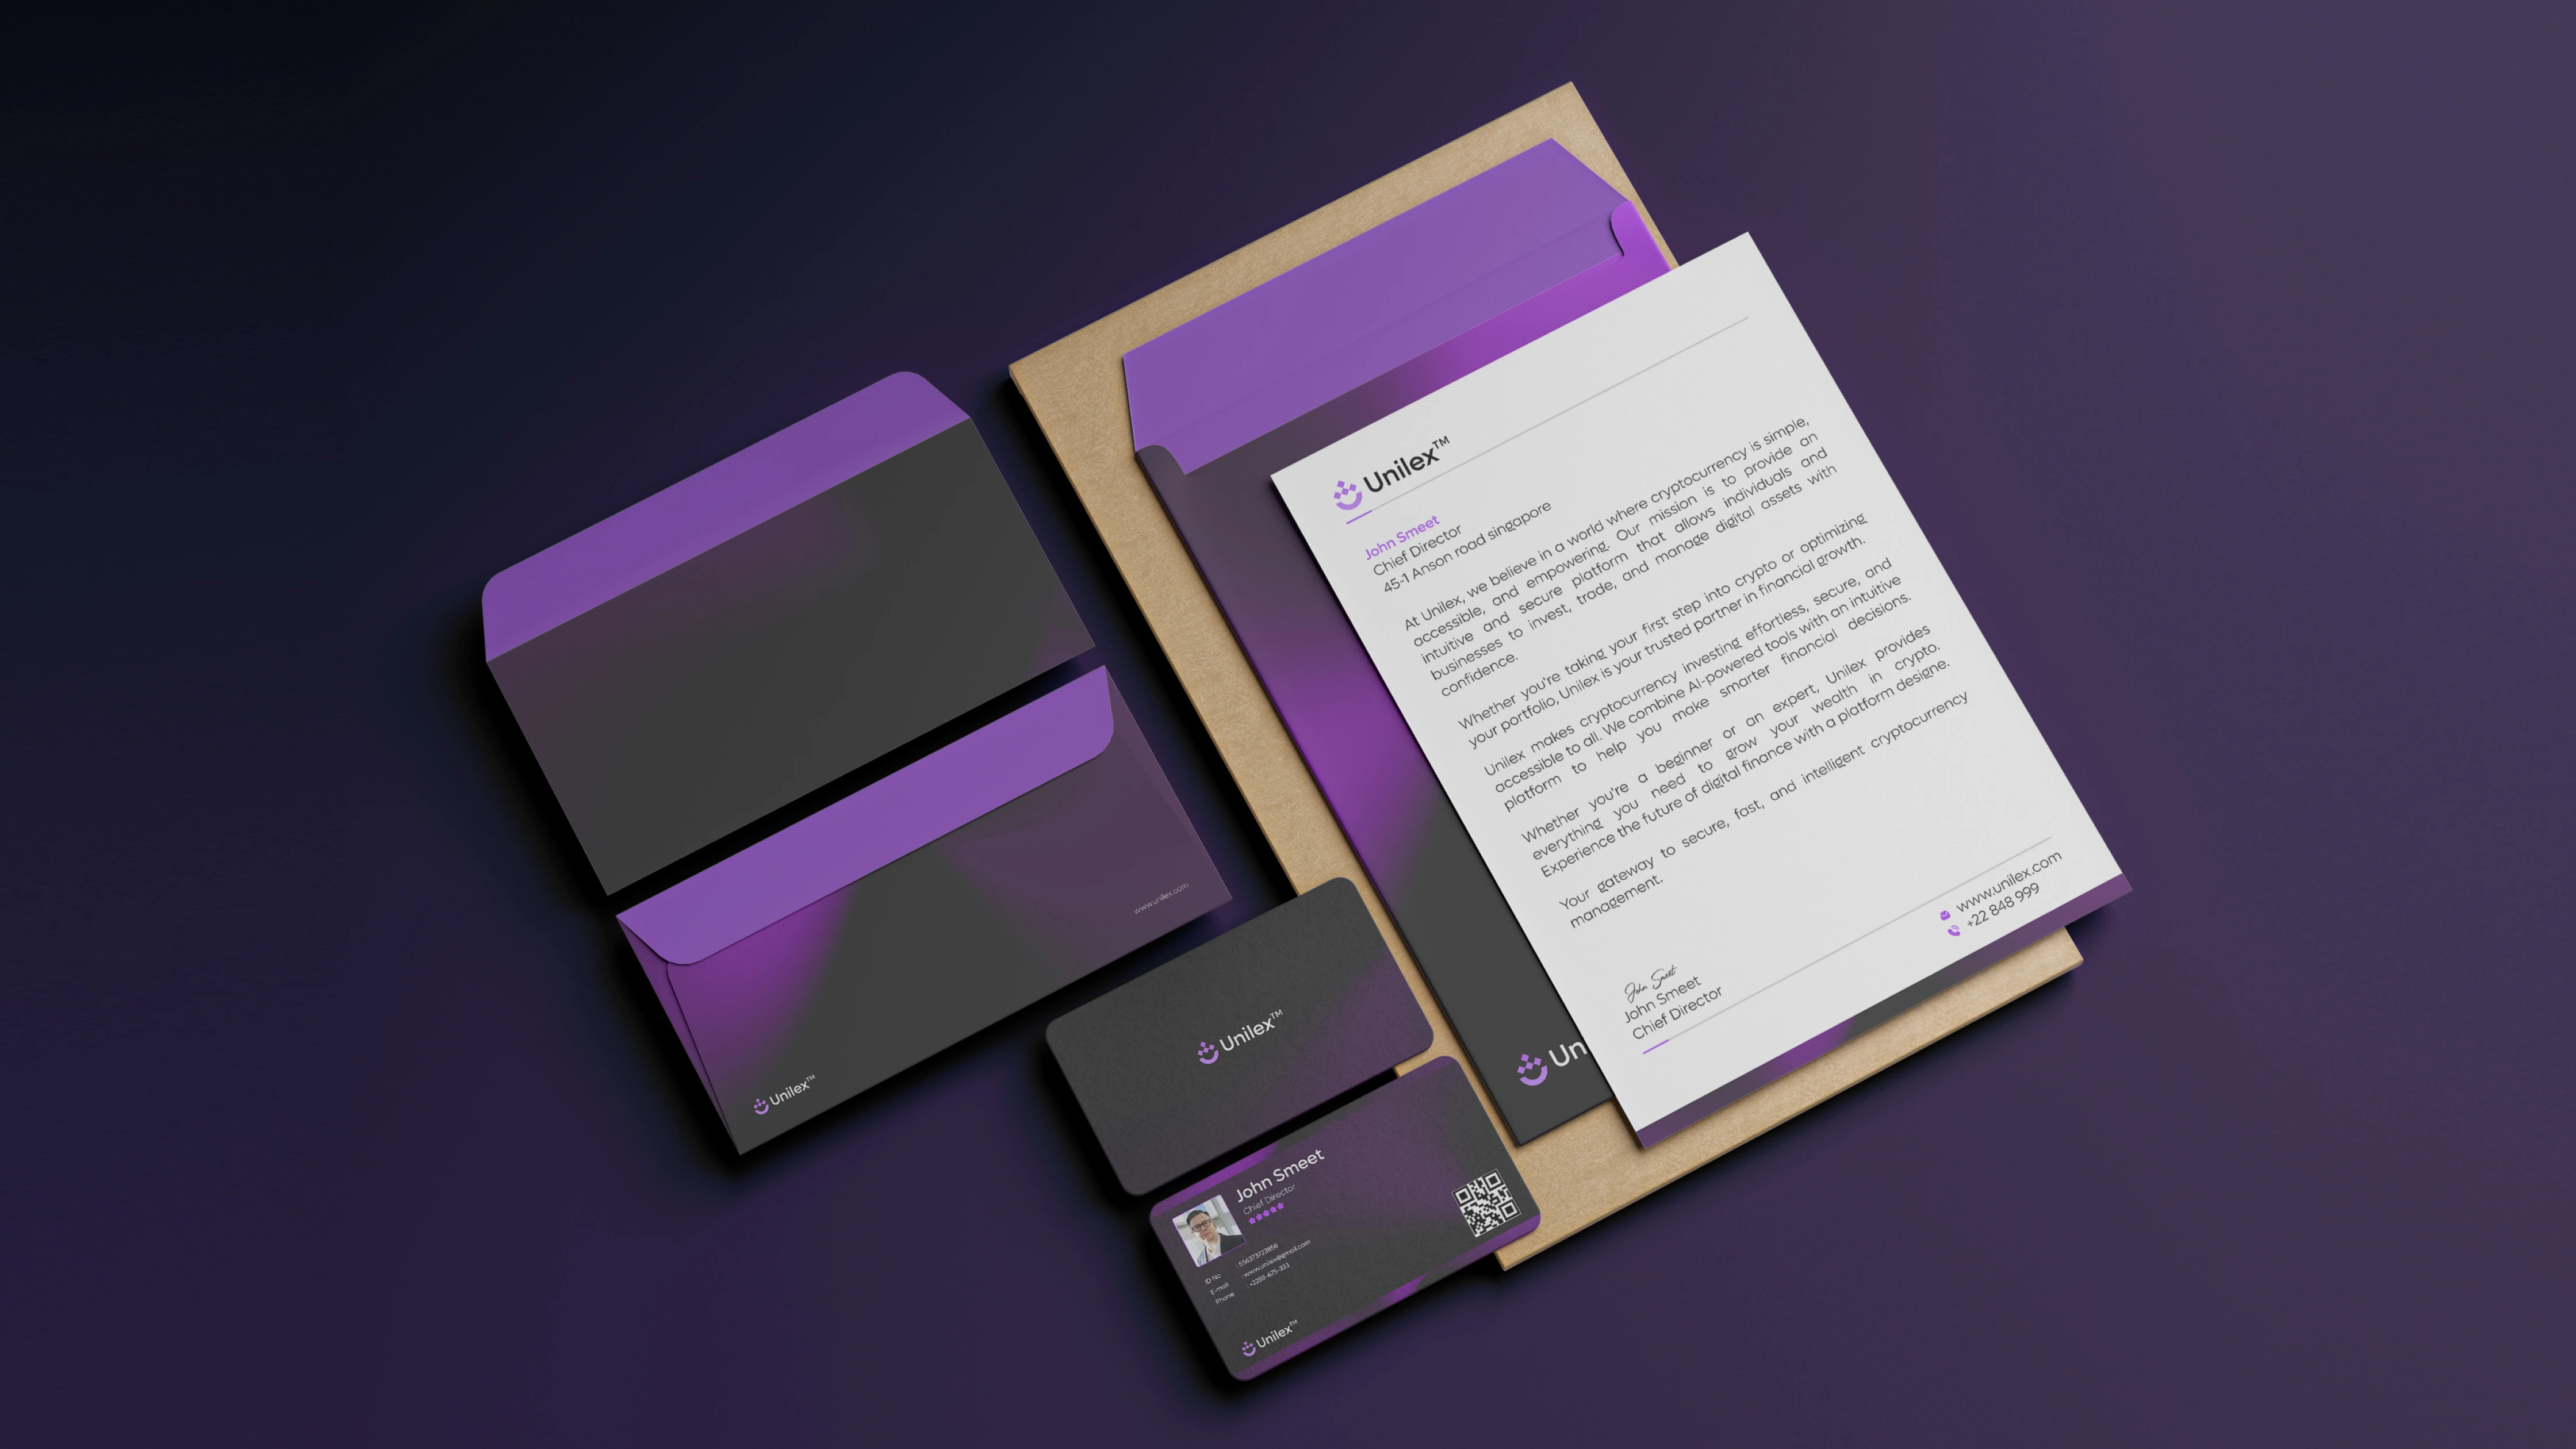 Unilex™
John Smeet
Chief Director
45-1 Anson road singapore
At Unilex, we believe in a world where cryptocurrency is simple,
accessible, and empowering. Our mission is to provide an
intuitive and secure platform that allows individuals and
businesses to invest, trade, and manage digital assets with
confidence.
Whether you're taking your first step into crypto or optimizing
your portfolio, Unilex is your trusted partner in financial growth.
Unilex makes cryptocurrency investing effortless, secure, and
accessible to all. We combine AI-powered tools with an intuitive
platform to help you make smarter financial decisions.
Whether you're a beginner or an expert, Unilex provides
everything you need to grow your wealth in crypto.
Experience the future of digital finance with a platform designe.
Your gateway to secure, fast, and intelligent cryptocurrency
management.
www.unilex.com
+22 848 999
John Smeet
John Smeet
Chief Director
Un
www.unilex.com
Unilex™
Unilex™
John Smeet
Chief Director
ID No
E-mail : www.unilex@gmail.com
Phone
Unilex™